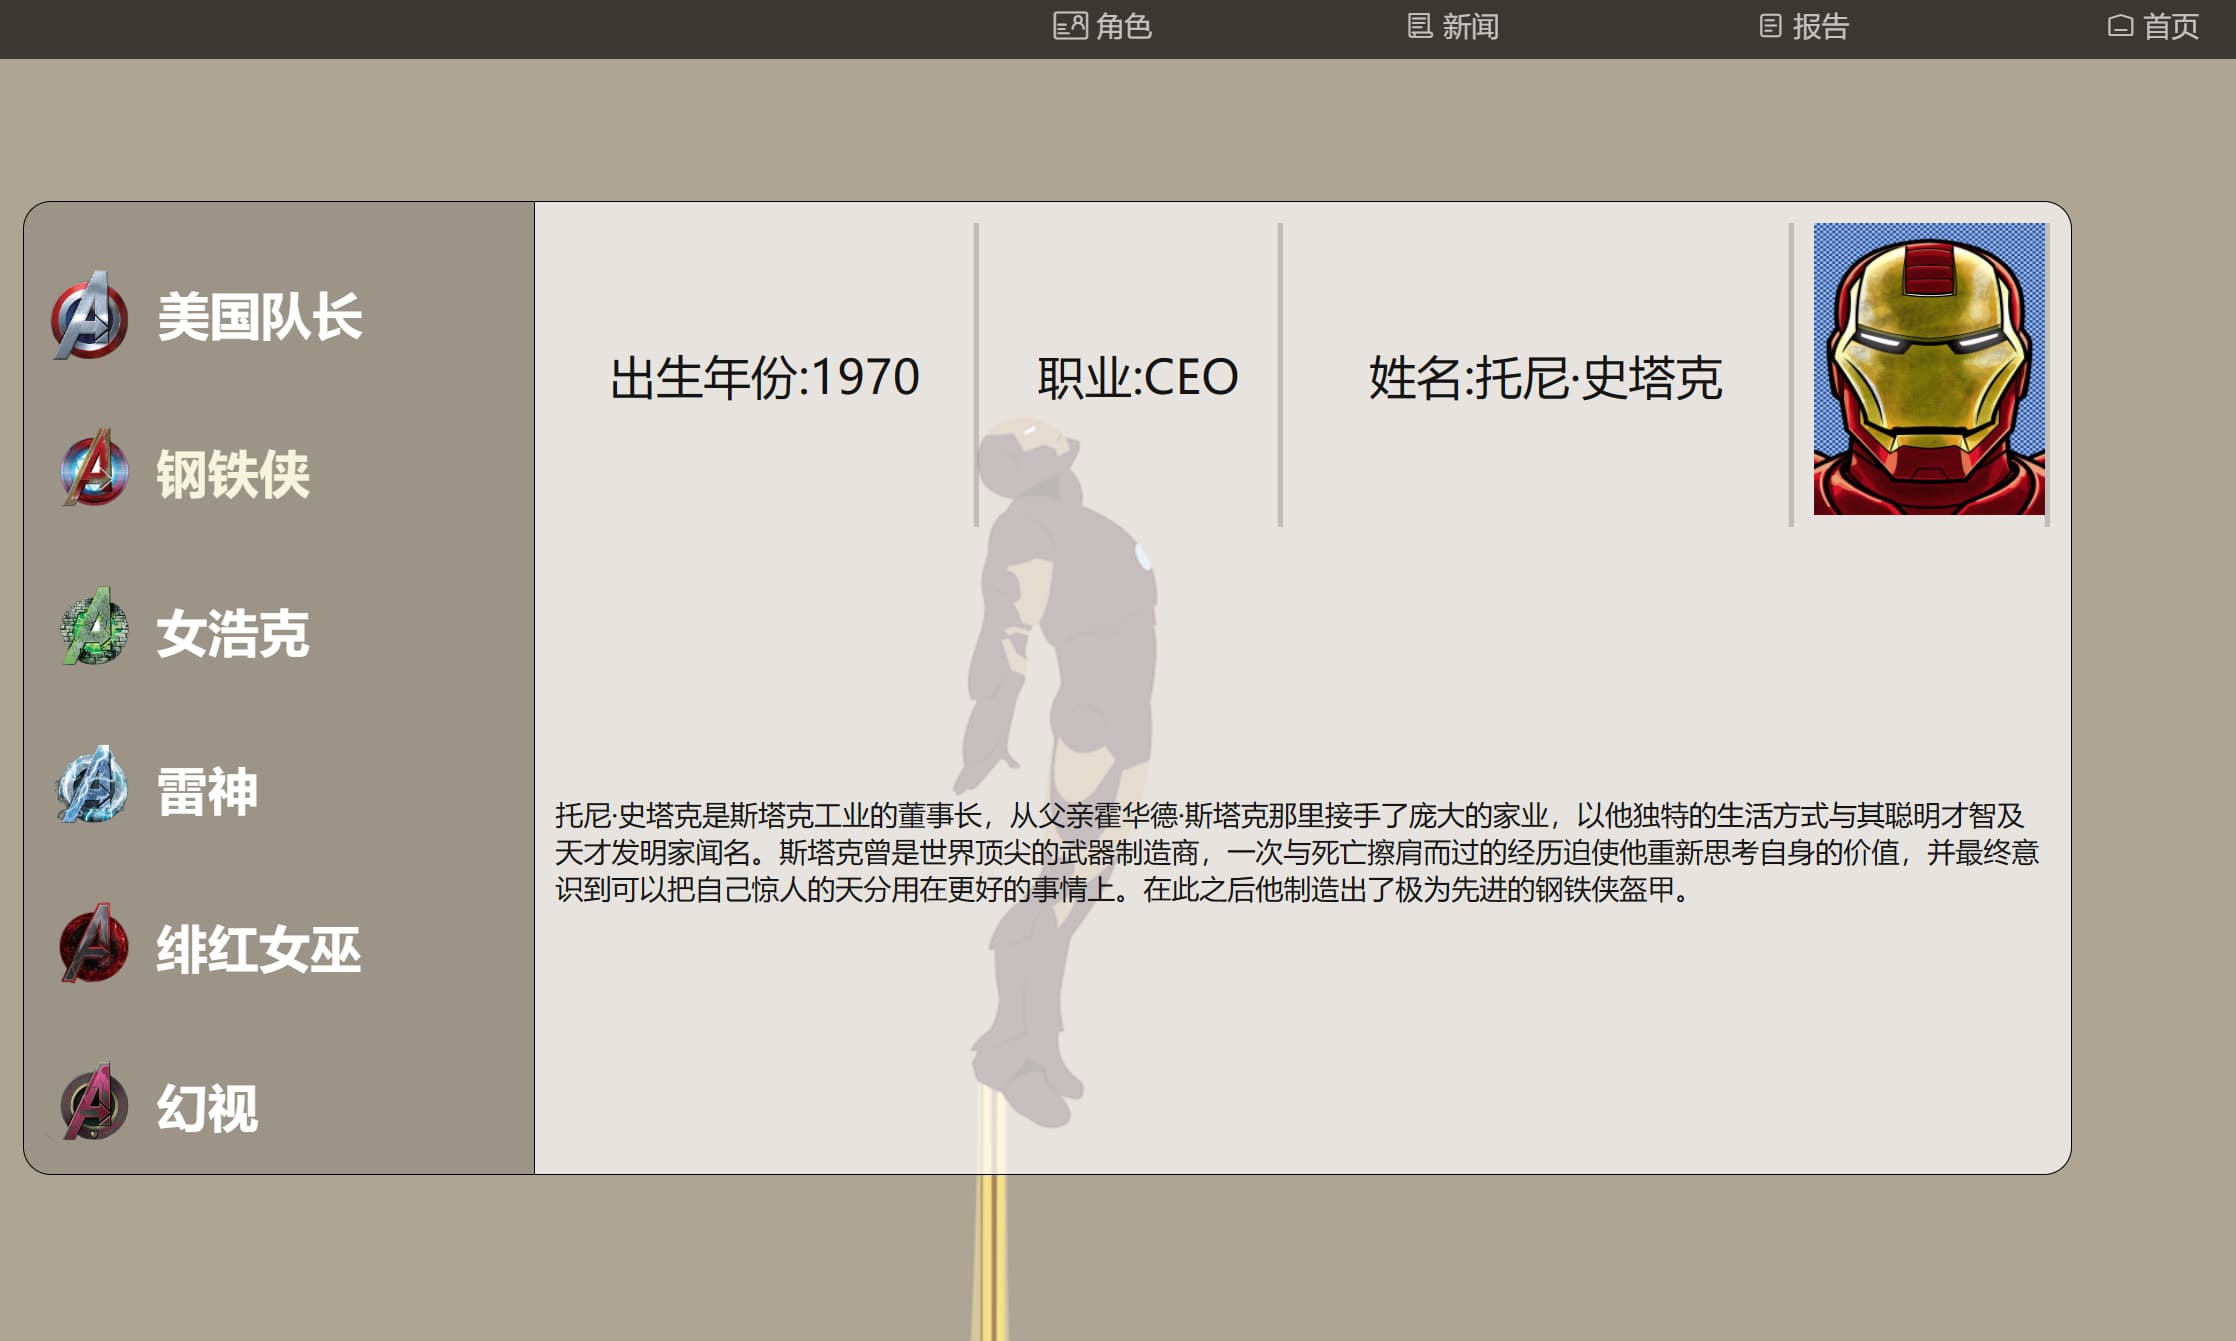 角色
新闻
报告
首页
美国队长
钢铁侠
女浩克
雷神
绯红女巫
幻视
出生年份:1970
职业:CEO
姓名:托尼·史塔克
托尼·史塔克是斯塔克工业的董事长，从父亲霍华德·斯塔克那里接手了庞大的家业，以他独特的生活方式与其聪明才智及
天才发明家闻名。斯塔克曾是世界顶尖的武器制造商，一次与死亡擦肩而过的经历迫使他重新思考自身的价值，并最终意
识到可以把自己惊人的天分用在更好的事情上。在此之后他制造出了极为先进的钢铁侠盔甲。